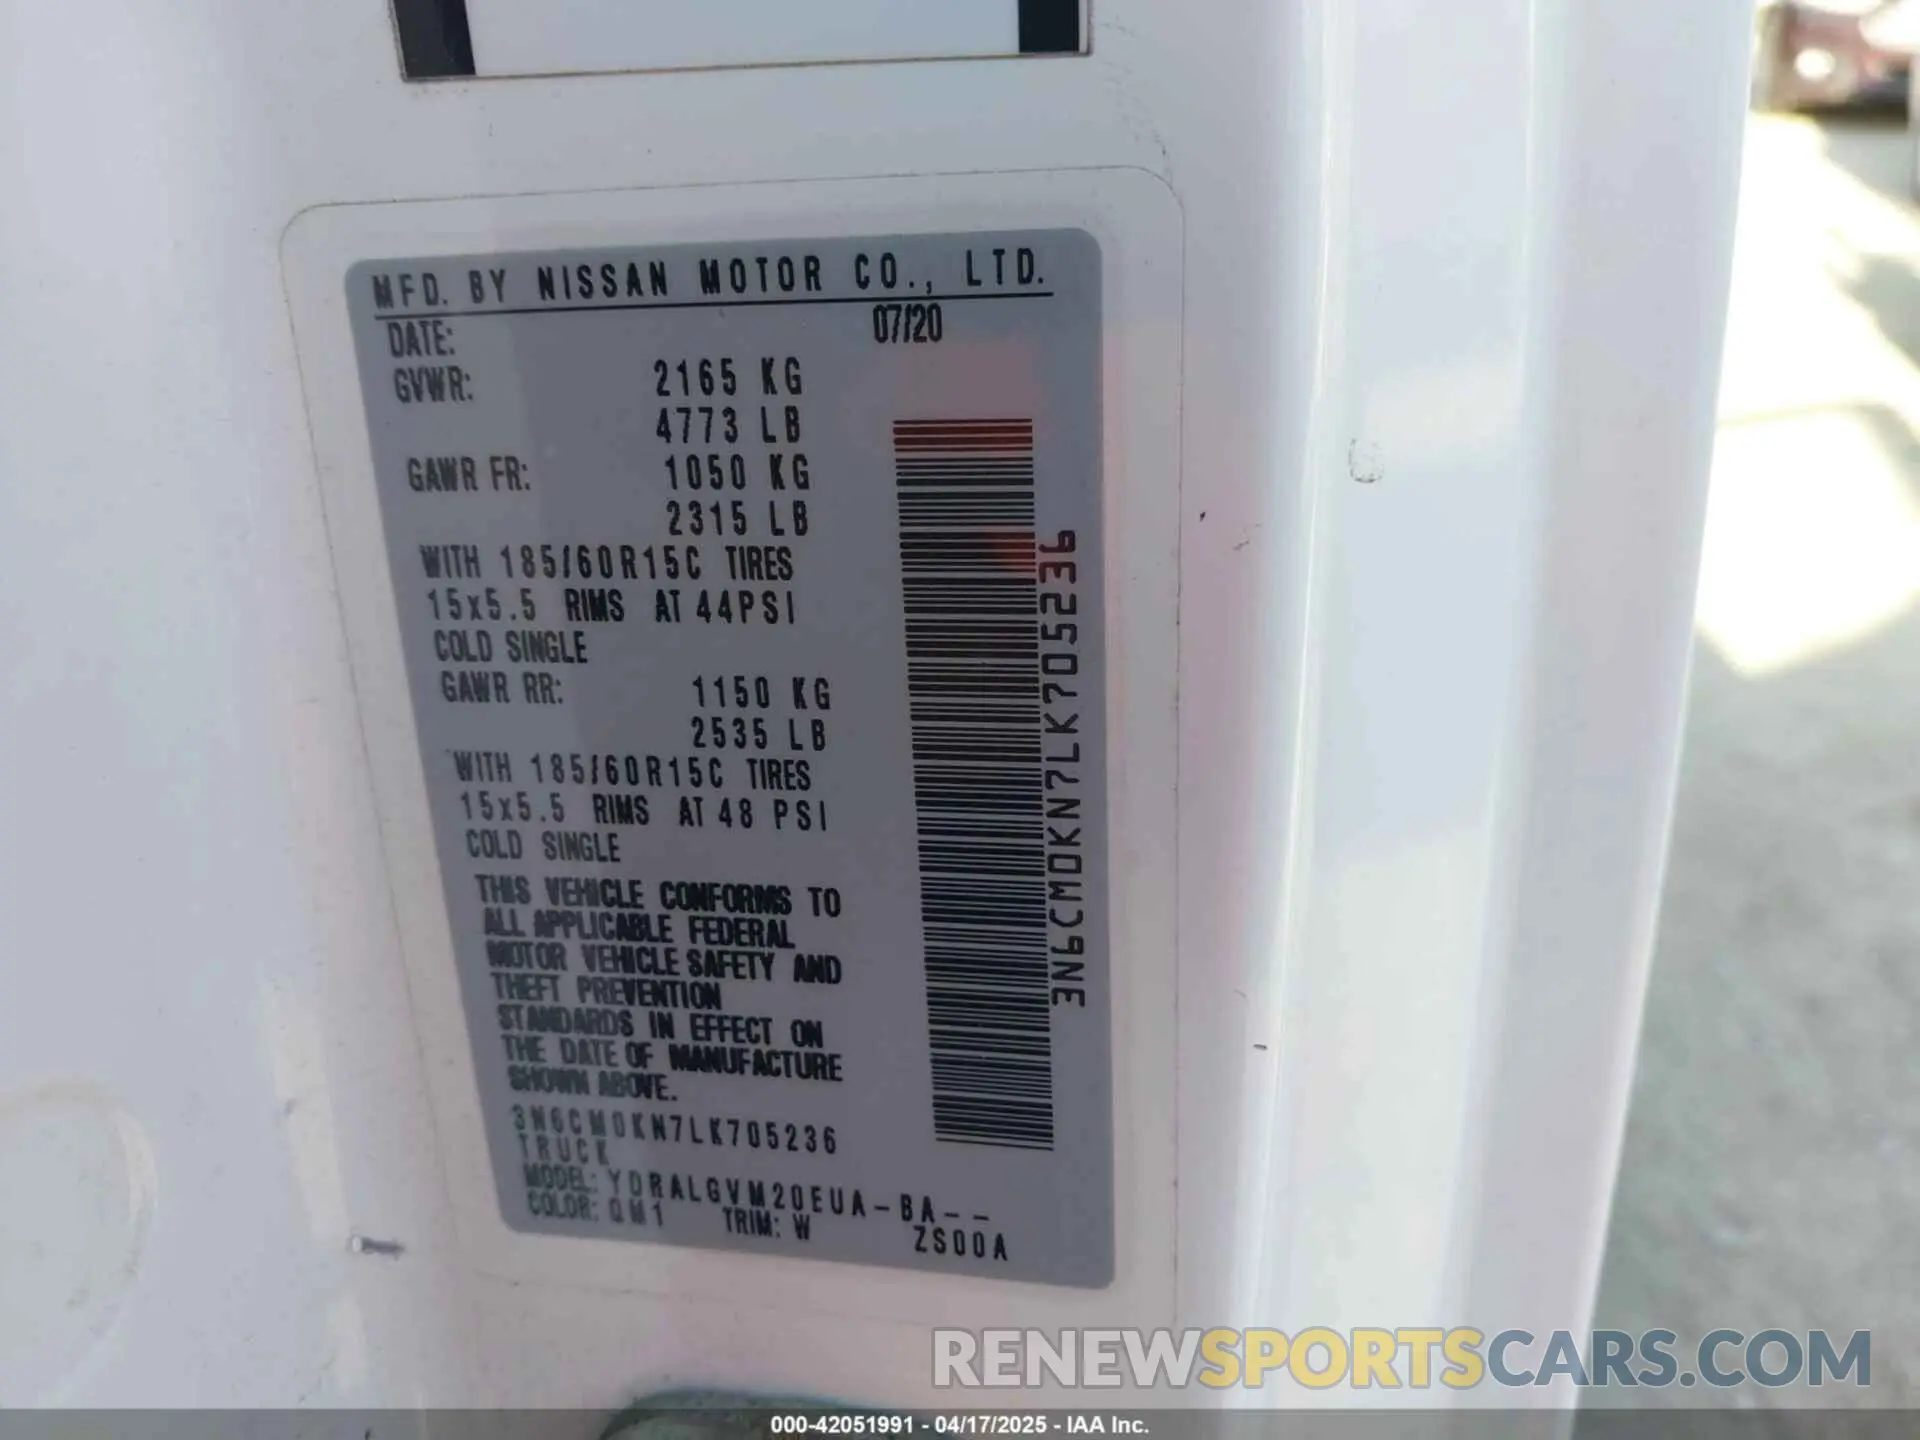 MFD. BY NISSAN MOTOR CO., LTD.
DATE: 07/20
GVWR: 2165 KG
4773 LB
GAWR FR: 1050 KG
2315 LB
WITH 185/60R15C TIRES
15x5.5 RIMS AT 44PSI
COLD SINGLE
GAWR RR: 1150 KG
2535 LB
WITH 185/60R15C TIRES
15x5.5 RIMS AT 48 PSI
COLD SINGLE
THIS VEHICLE CONFORMS TO
ALL APPLICABLE FEDERAL
MOTOR VEHICLE SAFETY AND
THEFT PREVENTION
STANDARDS IN EFFECT ON
THE DATE OF MANUFACTURE
SHOWN ABOVE.
3N6CM0KN7LK705236
TRUCK
MODEL: YDRALGVM20EUA-BA--
COLOR: QM1 TRIM: W ZS00A
3N6CM0KN7LK705236
RENEWSPORTSCARS.COM
000-42051991 - 04/17/2025 - IAA Inc.